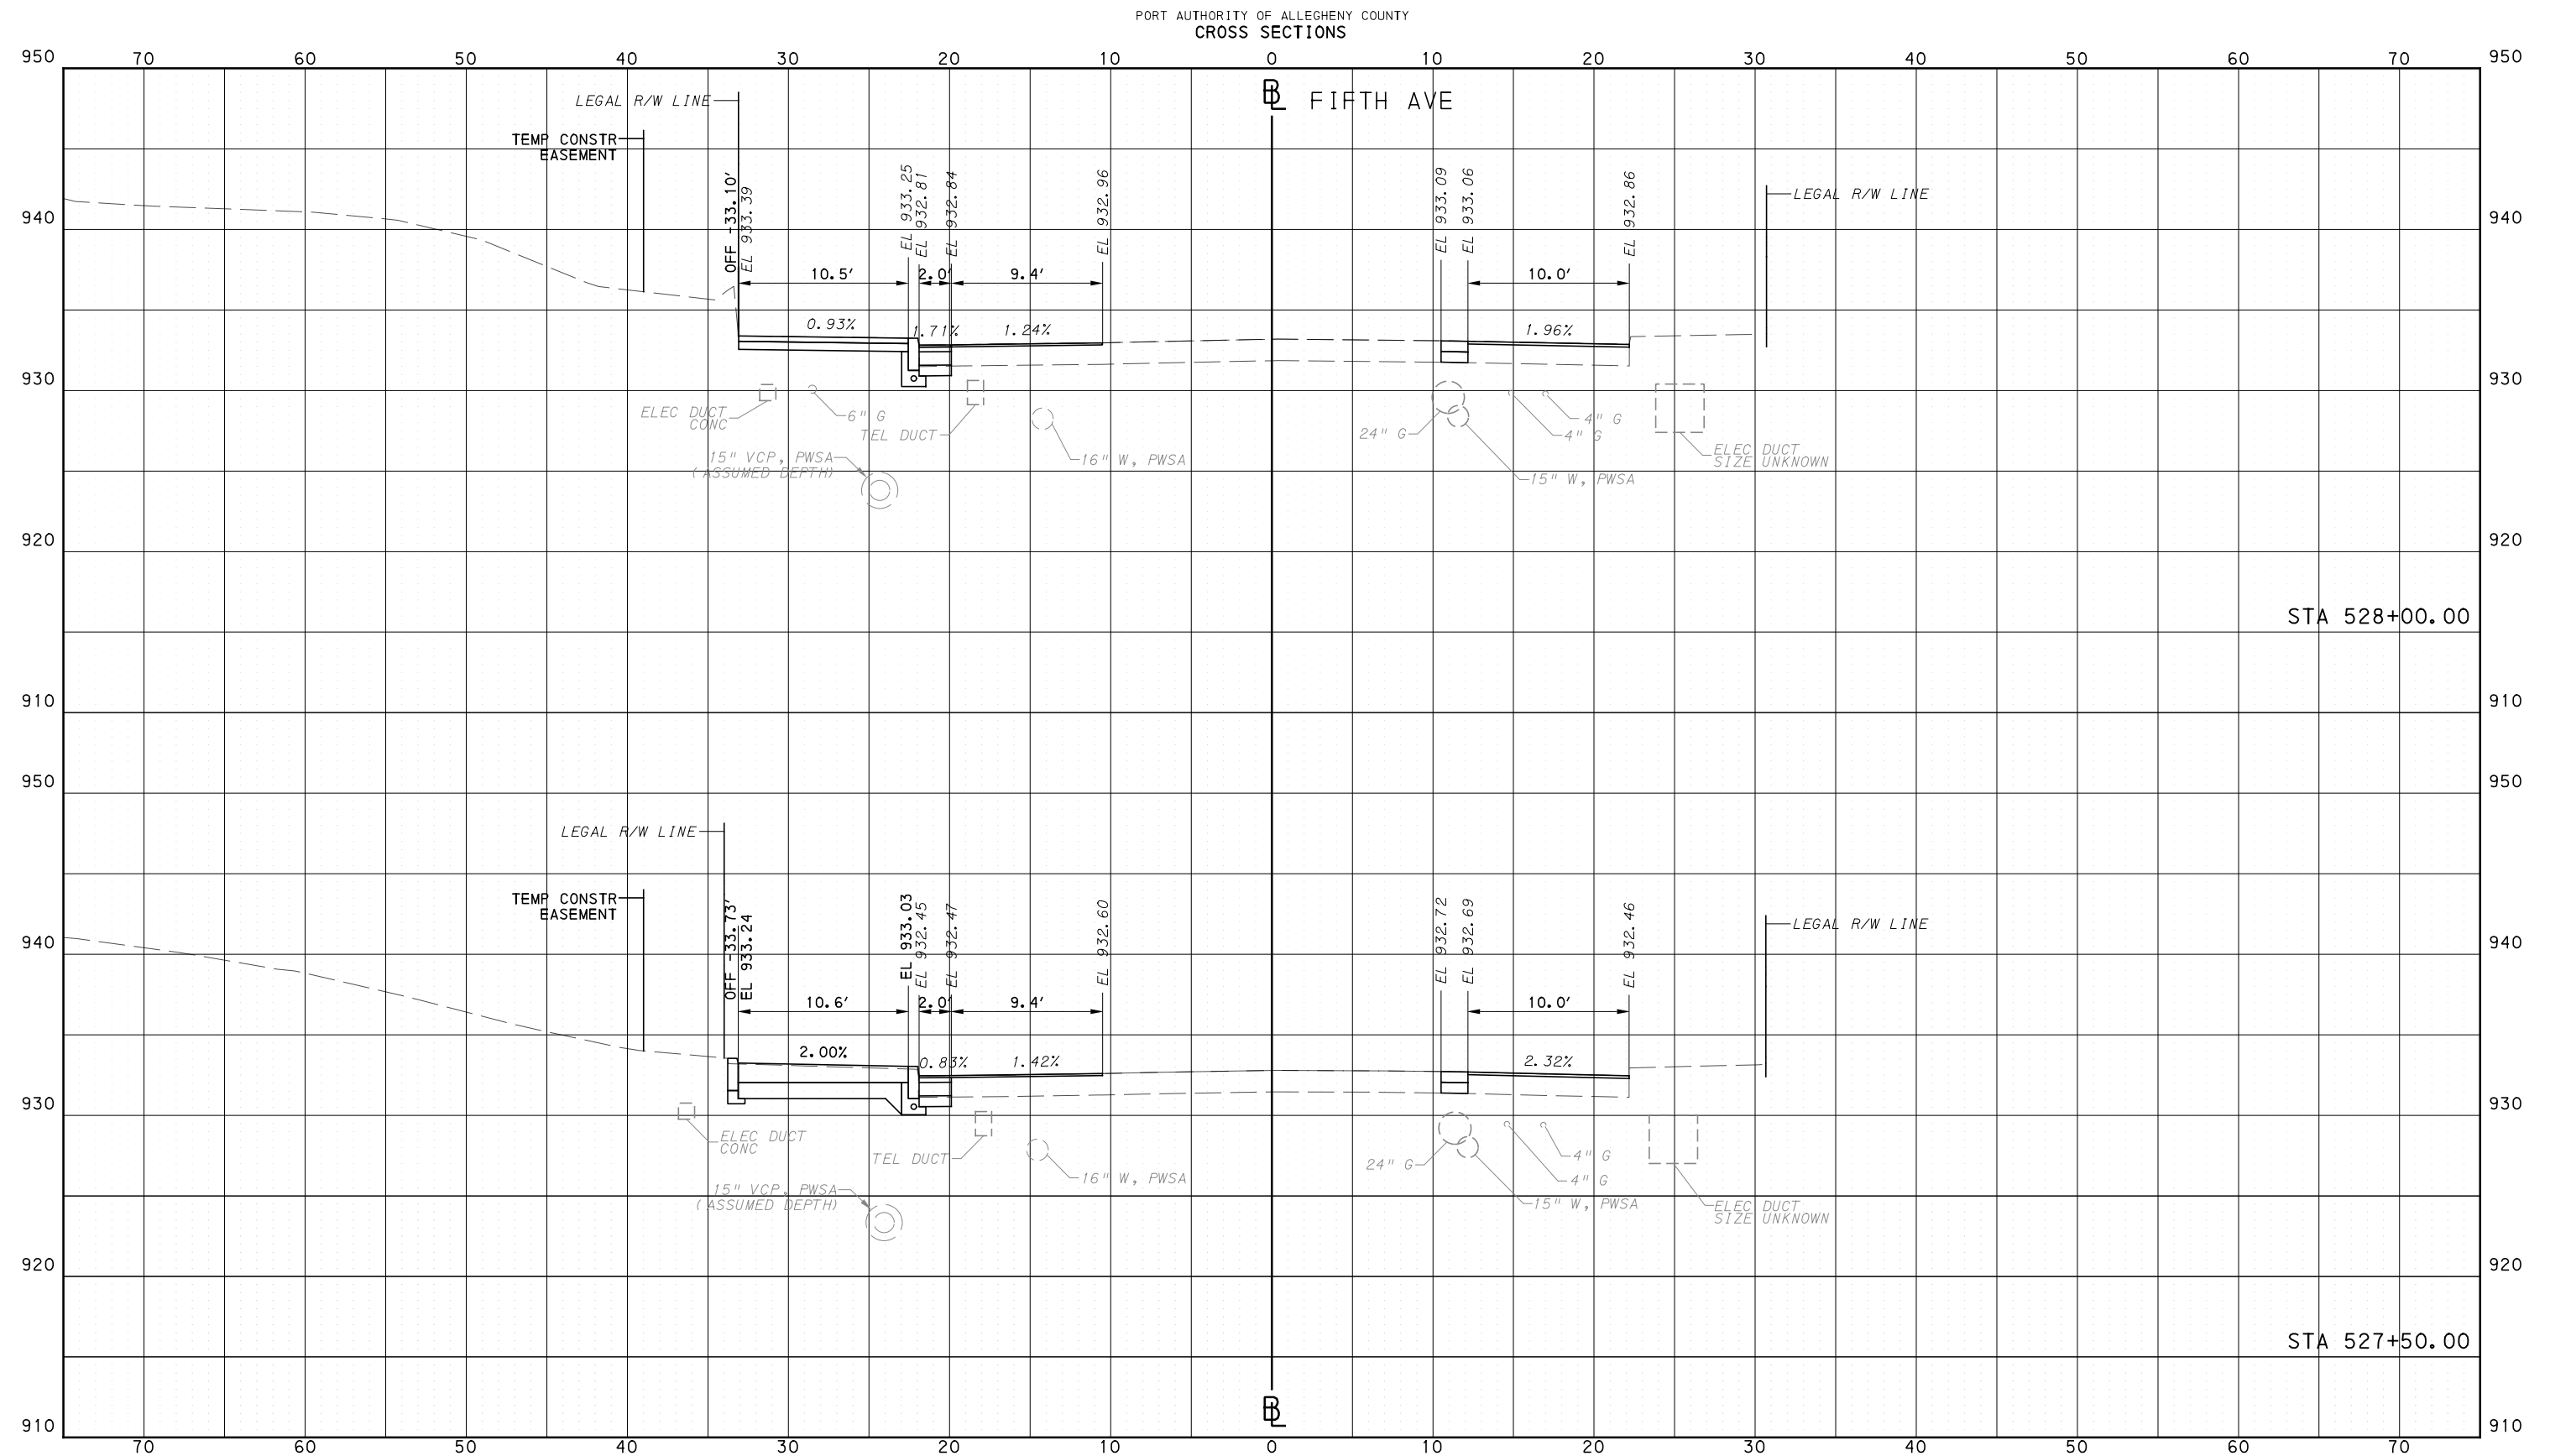 PORT AUTHORITY OF ALLEGHENY COUNTY
CROSS SECTIONS
70 60 50 40 30 20 10 0 10 20 30 40 50 60 70
950 950
LEGAL R/W LINE
BL FIFTH AVE
TEMP CONSTR
EASEMENT
OFF -33.10'
EL 933.39
EL 933.25
EL 932.81
EL 932.84
EL 932.96
EL 933.09
EL 933.06
EL 932.86
LEGAL R/W LINE
940 940
10.5' 2.0' 9.4' 10.0'
0.93% 1.71% 1.24% 1.96%
930 930
ELEC DUCT
CONC
6" G
TEL DUCT
15" VCP, PWSA
(ASSUMED DEPTH)
16" W, PWSA
24" G
4" G
4" G
15" W, PWSA
ELEC DUCT
SIZE UNKNOWN
920 920
STA 528+00.00
910 910
950 950
LEGAL R/W LINE
TEMP CONSTR
EASEMENT
OFF -33.73'
EL 933.24
EL 933.03
EL 932.45
EL 932.47
EL 932.60
EL 932.72
EL 932.69
EL 932.46
LEGAL R/W LINE
940 940
10.6' 2.0' 9.4' 10.0'
2.00% 0.83% 1.42% 2.32%
930 930
ELEC DUCT
CONC
TEL DUCT
15" VCP, PWSA
(ASSUMED DEPTH)
16" W, PWSA
24" G
4" G
4" G
15" W, PWSA
ELEC DUCT
SIZE UNKNOWN
920 920
STA 527+50.00
BL
910 910
70 60 50 40 30 20 10 0 10 20 30 40 50 60 70